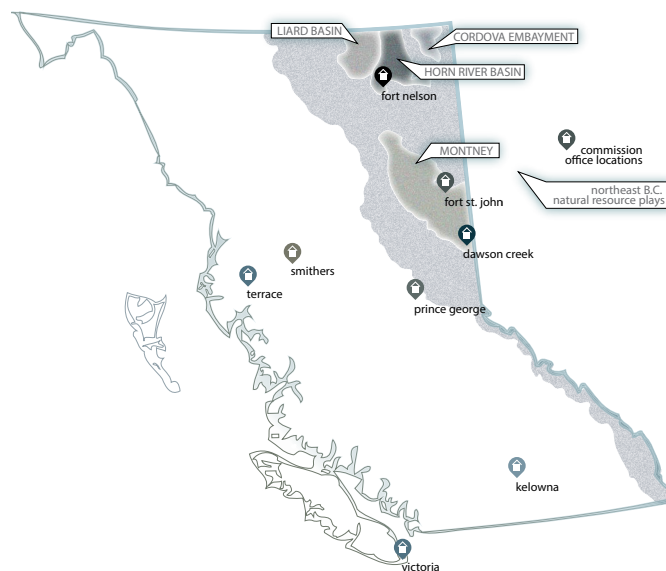 LIARD BASIN
CORDOVA EMBAYMENT
HORN RIVER BASIN
fort nelson
MONTNEY
commission
office locations
northeast B.C.
natural resource plays
fort st. john
dawson creek
smithers
terrace
prince george
kelowna
victoria